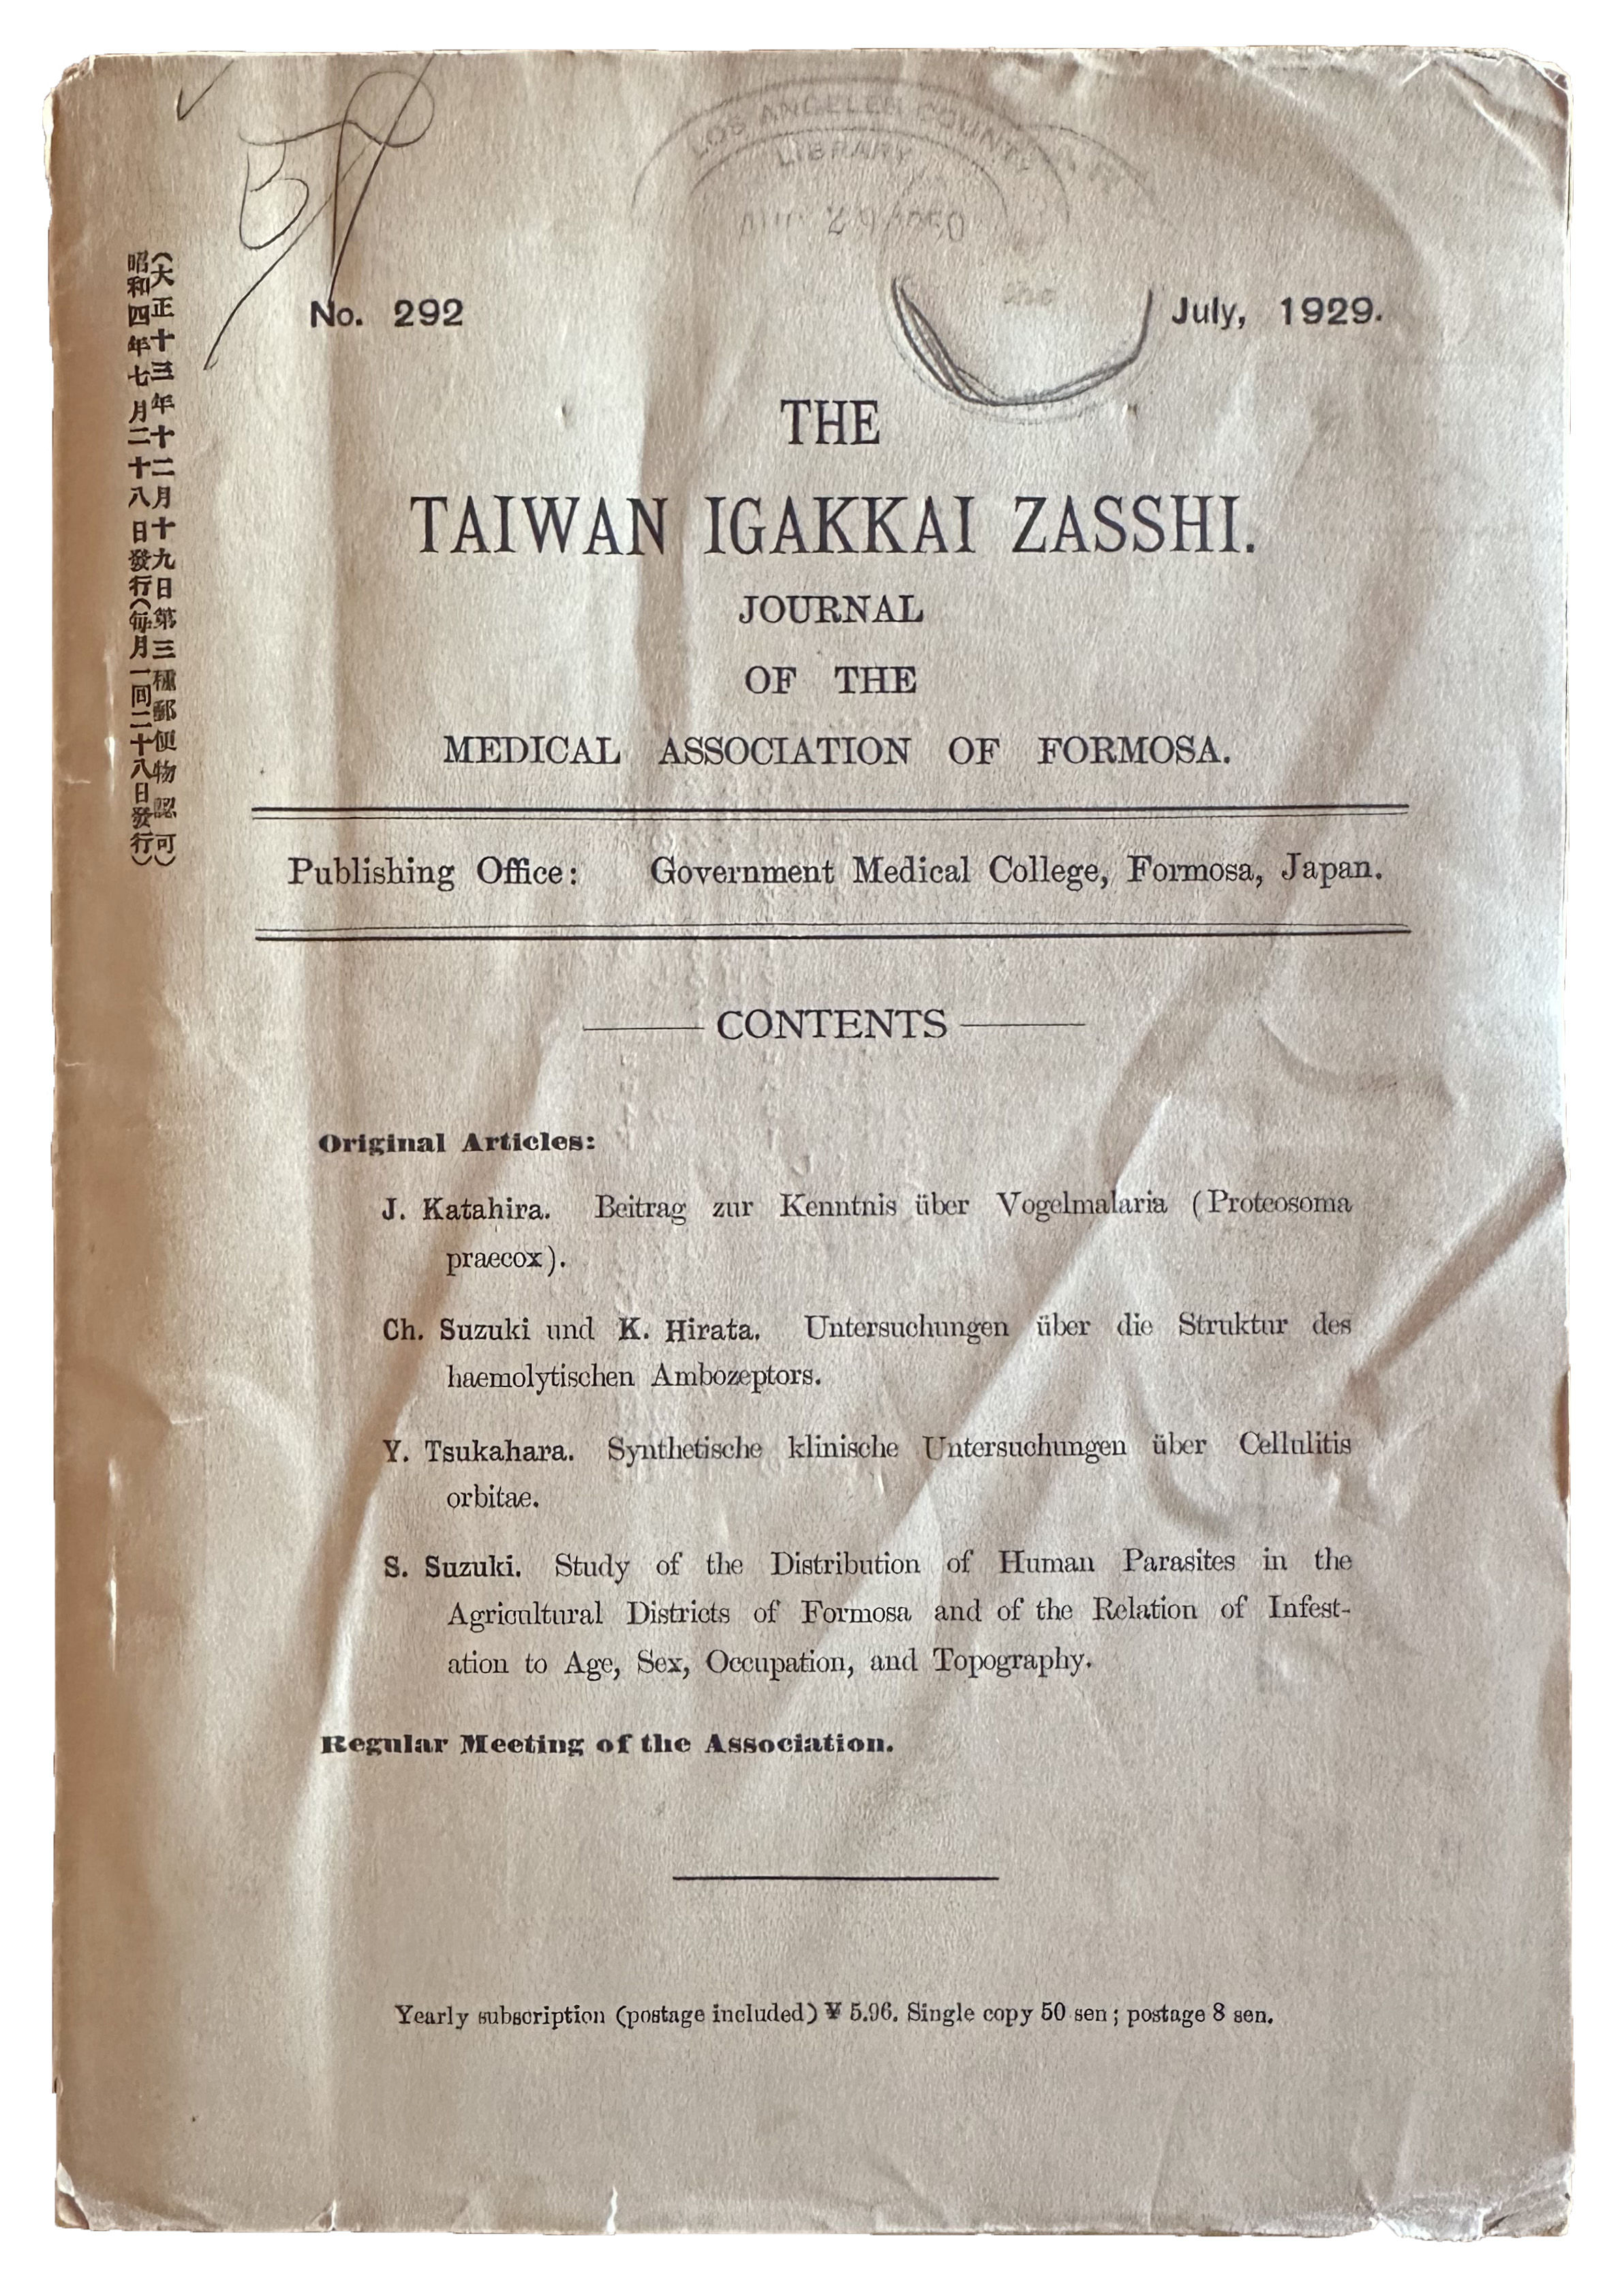 LOS ANGELES COUNTY
LIBRARY
No. 292
July, 1929.
(大正十三年十二月十九日第三種郵便物認可)
昭和四年七月二十八日發行(每月一回二十八日發行)
THE
TAIWAN IGAKKAI ZASSHI.
JOURNAL
OF THE
MEDICAL ASSOCIATION OF FORMOSA.
Publishing Office: Government Medical College, Formosa, Japan.
CONTENTS
Original Articles:
J. Katahira. Beitrag zur Kenntnis über Vogelmalaria (Proteosoma
praecox).
Ch. Suzuki und K. Hirata. Untersuchungen über die Struktur des
haemolytischen Ambozeptors.
Y. Tsukahara. Synthetische klinische Untersuchungen über Cellulitis
orbitae.
S. Suzuki. Study of the Distribution of Human Parasites in the
Agricultural Districts of Formosa and of the Relation of Infest-
ation to Age, Sex, Occupation, and Topography.
Regular Meeting of the Association.
Yearly subscription (postage included) ¥ 5.96. Single copy 50 sen; postage 8 sen.